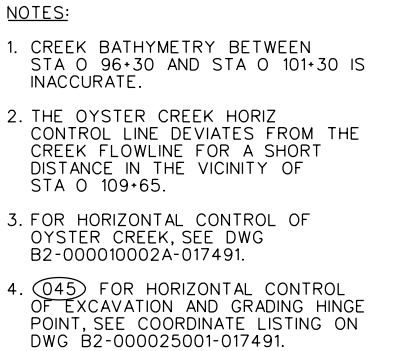 NOTES:
1. CREEK BATHYMETRY BETWEEN
STA O 96+30 AND STA O 101+30 IS
INACCURATE.
2. THE OYSTER CREEK HORIZ
CONTROL LINE DEVIATES FROM THE
CREEK FLOWLINE FOR A SHORT
DISTANCE IN THE VICINITY OF
STA O 109+65.
3. FOR HORIZONTAL CONTROL OF
OYSTER CREEK, SEE DWG
B2-000010002A-017491.
4. 045 FOR HORIZONTAL CONTROL
OF EXCAVATION AND GRADING HINGE
POINT, SEE COORDINATE LISTING ON
DWG B2-000025001-017491.